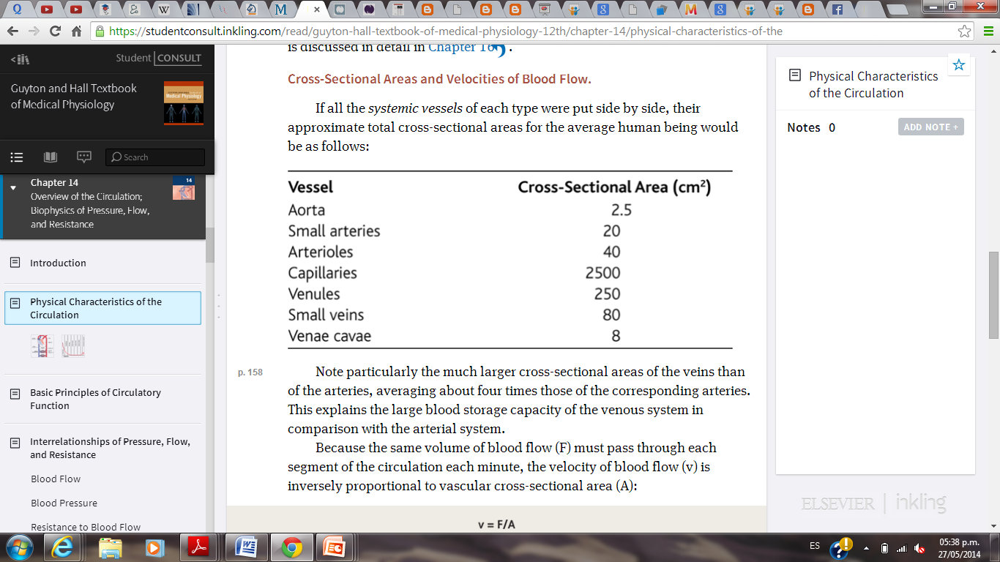 https://studentconsult.inkling.com/read/guyton-hall-textbook-of-medical-physiology-12th/chapter-14/physical-characteristics-of-the
Student CONSULT
Guyton and Hall Textbook
of Medical Physiology
Search
Chapter 14
Overview of the Circulation;
Biophysics of Pressure, Flow,
and Resistance
14
Introduction
Physical Characteristics of the
Circulation
Basic Principles of Circulatory
Function
Interrelationships of Pressure, Flow,
and Resistance
Blood Flow
Blood Pressure
Resistance to Blood Flow
is discussed in detail in Chapter 16 .
Cross-Sectional Areas and Velocities of Blood Flow.
If all the systemic vessels of each type were put side by side, their
approximate total cross-sectional areas for the average human being would
be as follows:
Vessel Cross-Sectional Area (cm²)
Aorta 2.5
Small arteries 20
Arterioles 40
Capillaries 2500
Venules 250
Small veins 80
Venae cavae 8
p. 158
Note particularly the much larger cross-sectional areas of the veins than
of the arteries, averaging about four times those of the corresponding arteries.
This explains the large blood storage capacity of the venous system in
comparison with the arterial system.
Because the same volume of blood flow (F) must pass through each
segment of the circulation each minute, the velocity of blood flow (v) is
inversely proportional to vascular cross-sectional area (A):
v = F/A
Physical Characteristics
of the Circulation
Notes 0
ADD NOTE +
ELSEVIER | inkling
ES
05:38 p.m.
27/05/2014